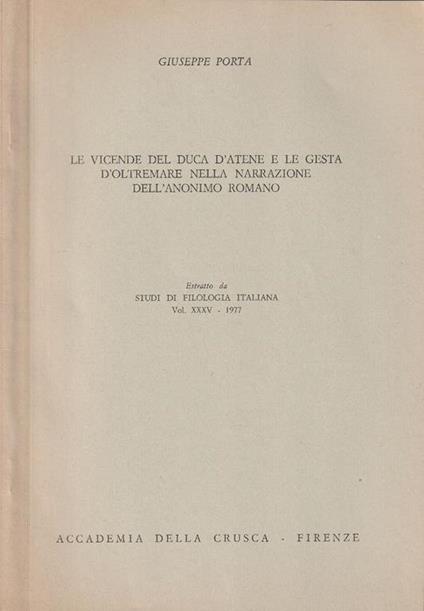 GIUSEPPE PORTA
LE VICENDE DEL DUCA D'ATENE E LE GESTA
D'OLTREMARE NELLA NARRAZIONE
DELL'ANONIMO ROMANO
Estratto da
STUDI DI FILOLOGIA ITALIANA
Vol. XXXV - 1977
ACCADEMIA DELLA CRUSCA - FIRENZE